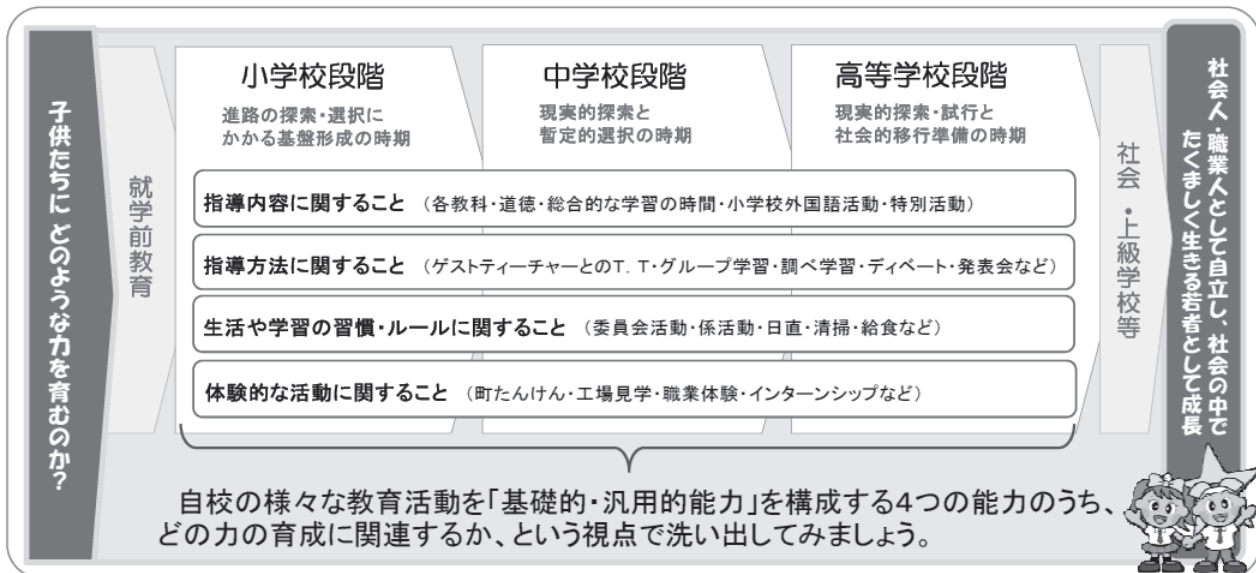 子供たちに どのような力を育むのか?
就学前教育
小学校段階
進路の探索・選択に
かかる基盤形成の時期
中学校段階
現実的探索と
暫定的選択の時期
高等学校段階
現実的探索・試行と
社会的移行準備の時期
指導内容に関すること (各教科・道徳・総合的な学習の時間・小学校外国語活動・特別活動)
指導方法に関すること (ゲストティーチャーとのT.T・グループ学習・調べ学習・ディベート・発表会など)
生活や学習の習慣・ルールに関すること (委員会活動・係活動・日直・清掃・給食など)
体験的な活動に関すること (町たんけん・工場見学・職業体験・インターンシップなど)
社会・上級学校等
社会人・職業人として自立し、社会の中で
たくましく生きる若者として成長
自校の様々な教育活動を「基礎的・汎用的能力」を構成する4つの能力のうち、
どの力の育成に関連するか、という視点で洗い出してみましょう。